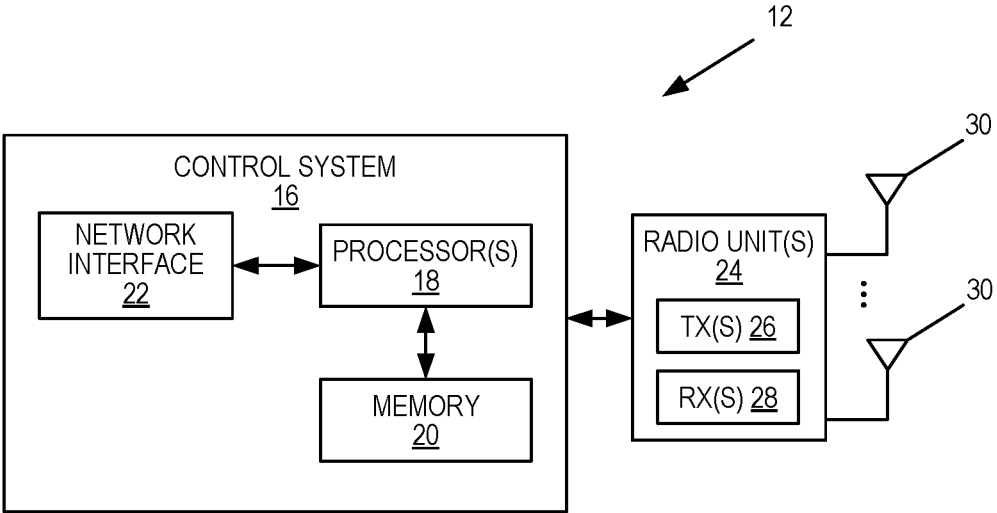 12
30
CONTROL SYSTEM
16
NETWORK
INTERFACE
22
PROCESSOR(S)
18
MEMORY
20
RADIO UNIT(S)
24
TX(S) 26
RX(S) 28
30